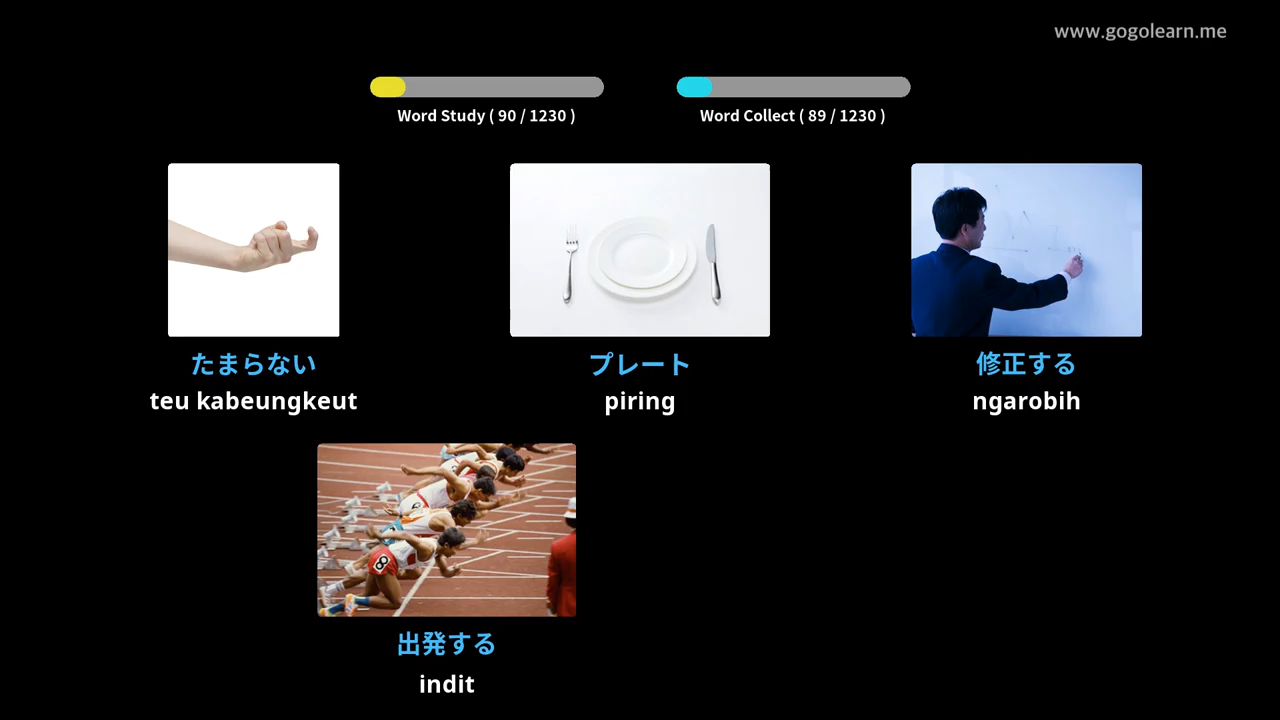 www.gogolearn.me
Word Study ( 90 / 1230 )
Word Collect ( 89 / 1230 )
たまらない
teu kabeungkeut
プレート
piring
修正する
ngarobih
出発する
indit